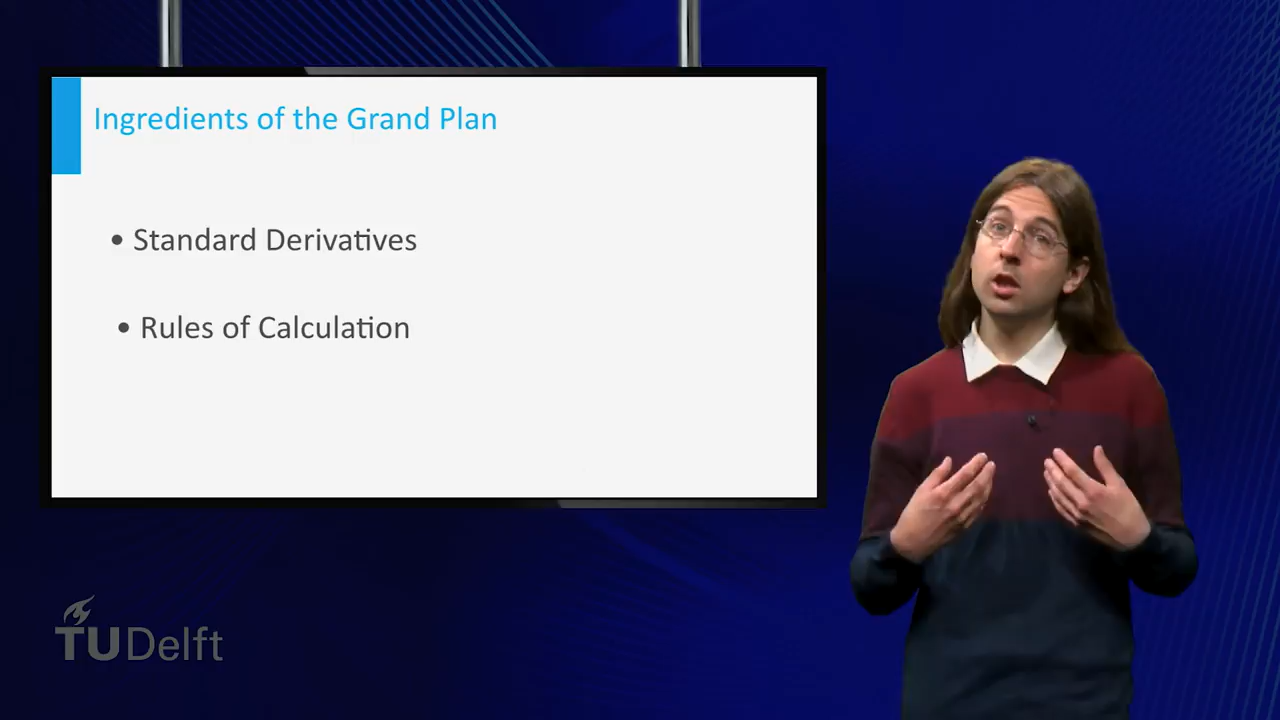 Ingredients of the Grand Plan
• Standard Derivatives
• Rules of Calculation
TU Delft